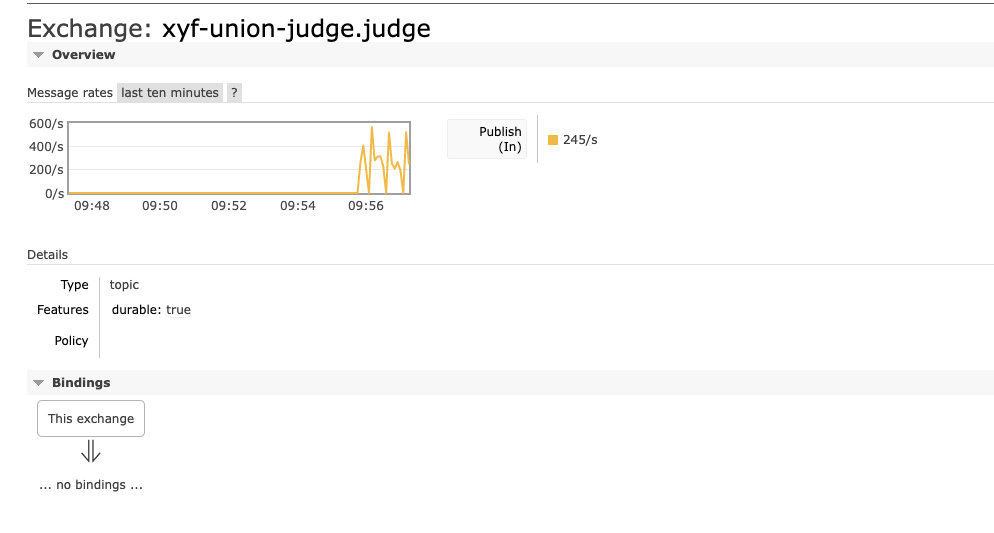 Exchange: xyf-union-judge.judge
Overview
Message rates last ten minutes ?
600/s
400/s
200/s
0/s
09:48 09:50 09:52 09:54 09:56
Publish
(In)
245/s
Details
Type topic
Features durable: true
Policy
Bindings
This exchange
... no bindings ...